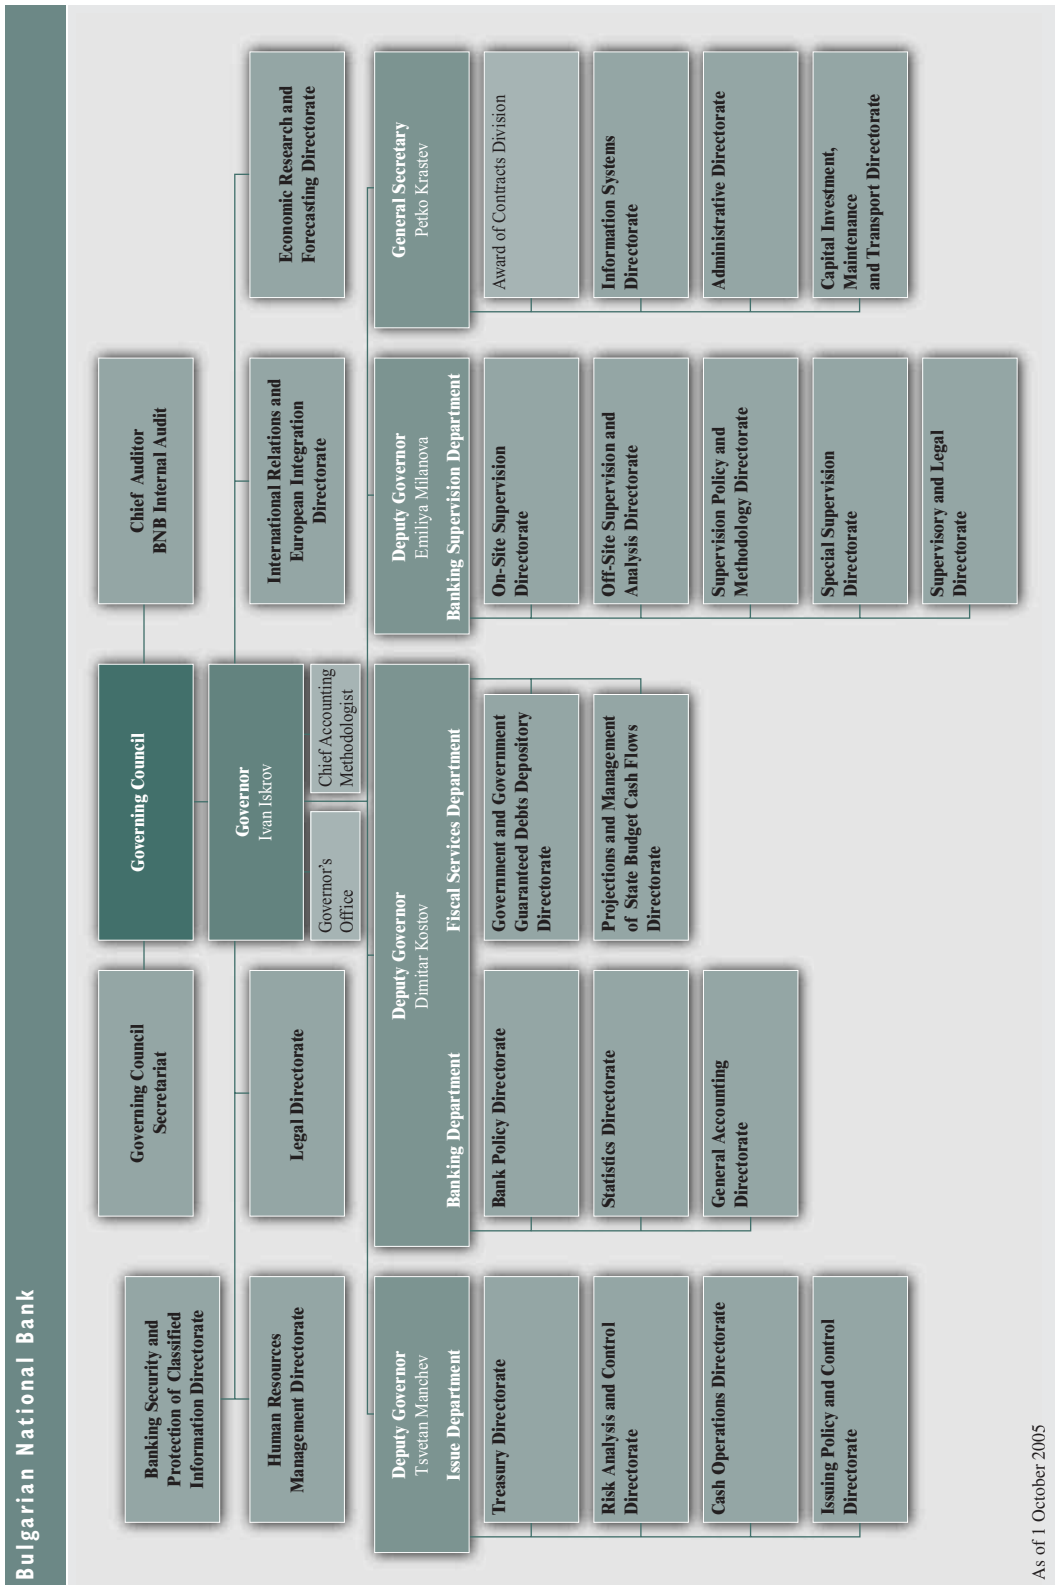 Bulgarian National Bank
Governing Council
Governing Council
Secretariat
Chief Auditor
BNB Internal Audit
Governor
Ivan Iskrov
Governor's
Office
Chief Accounting
Methodologist
Banking Security and
Protection of Classified
Information Directorate
Human Resources
Management Directorate
Legal Directorate
International Relations and
European Integration
Directorate
Economic Research and
Forecasting Directorate
Deputy Governor
Tsvetan Manchev
Issue Department
Treasury Directorate
Risk Analysis and Control
Directorate
Cash Operations Directorate
Issuing Policy and Control
Directorate
Deputy Governor
Dimitar Kostov
Banking Department
Fiscal Services Department
Bank Policy Directorate
Statistics Directorate
General Accounting
Directorate
Government and Government
Guaranteed Debts Depository
Directorate
Projections and Management
of State Budget Cash Flows
Directorate
Deputy Governor
Emiliya Milanova
Banking Supervision Department
On-Site Supervision
Directorate
Off-Site Supervision and
Analysis Directorate
Supervision Policy and
Methodology Directorate
Special Supervision
Directorate
Supervisory and Legal
Directorate
General Secretary
Petko Krastev
Award of Contracts Division
Information Systems
Directorate
Administrative Directorate
Capital Investment,
Maintenance
and Transport Directorate
As of 1 October 2005